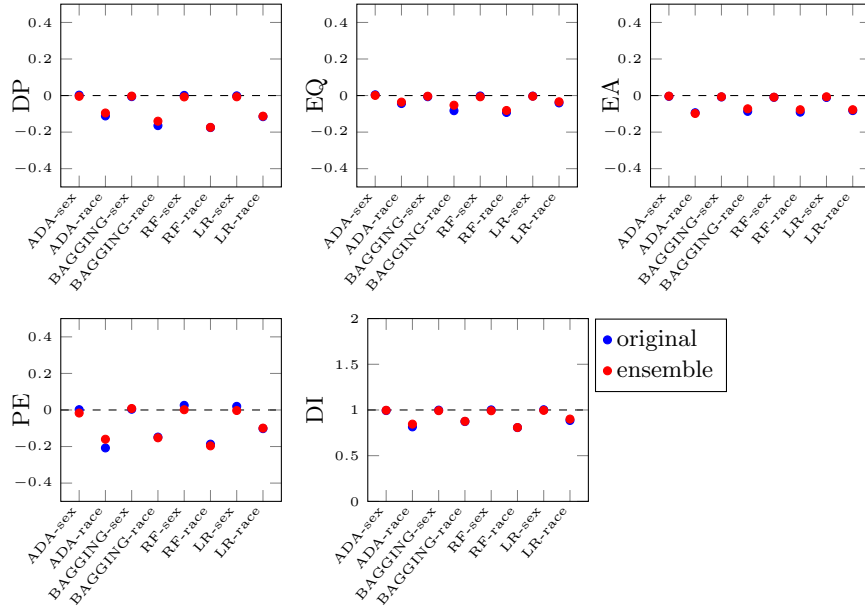 0.4
0.2
0
−0.2
−0.4
DP
ADA-sex
ADA-race
BAGGING-sex
BAGGING-race
RF-sex
RF-race
LR-sex
LR-race
0.4
0.2
0
−0.2
−0.4
EQ
ADA-sex
ADA-race
BAGGING-sex
BAGGING-race
RF-sex
RF-race
LR-sex
LR-race
0.4
0.2
0
−0.2
−0.4
EA
ADA-sex
ADA-race
BAGGING-sex
BAGGING-race
RF-sex
RF-race
LR-sex
LR-race
0.4
0.2
0
−0.2
−0.4
PE
ADA-sex
ADA-race
BAGGING-sex
BAGGING-race
RF-sex
RF-race
LR-sex
LR-race
2
1.5
1
0.5
0
DI
ADA-sex
ADA-race
BAGGING-sex
BAGGING-race
RF-sex
RF-race
LR-sex
LR-race
original
ensemble